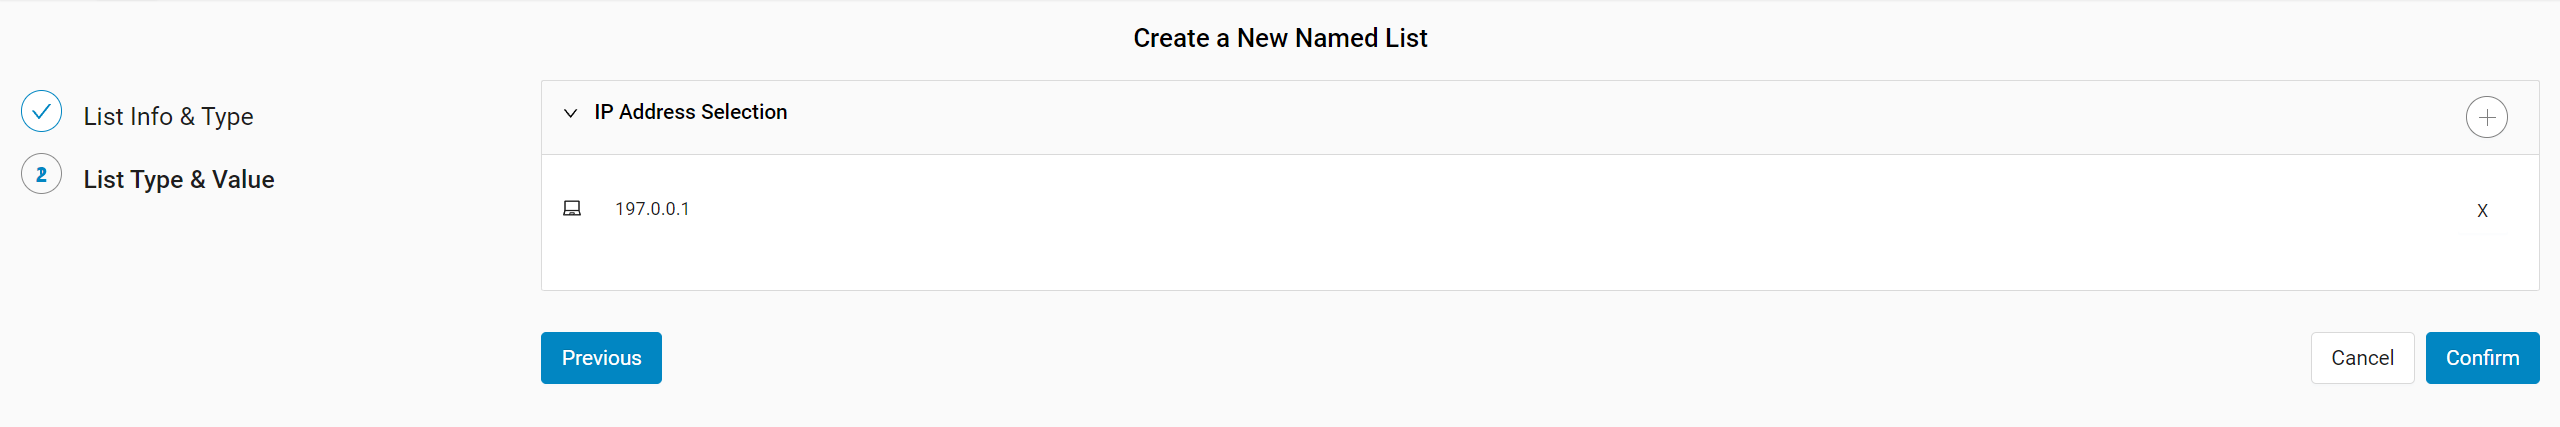 Create a New Named List
List Info & Type
2 List Type & Value
IP Address Selection
197.0.0.1 X
Previous
Cancel Confirm